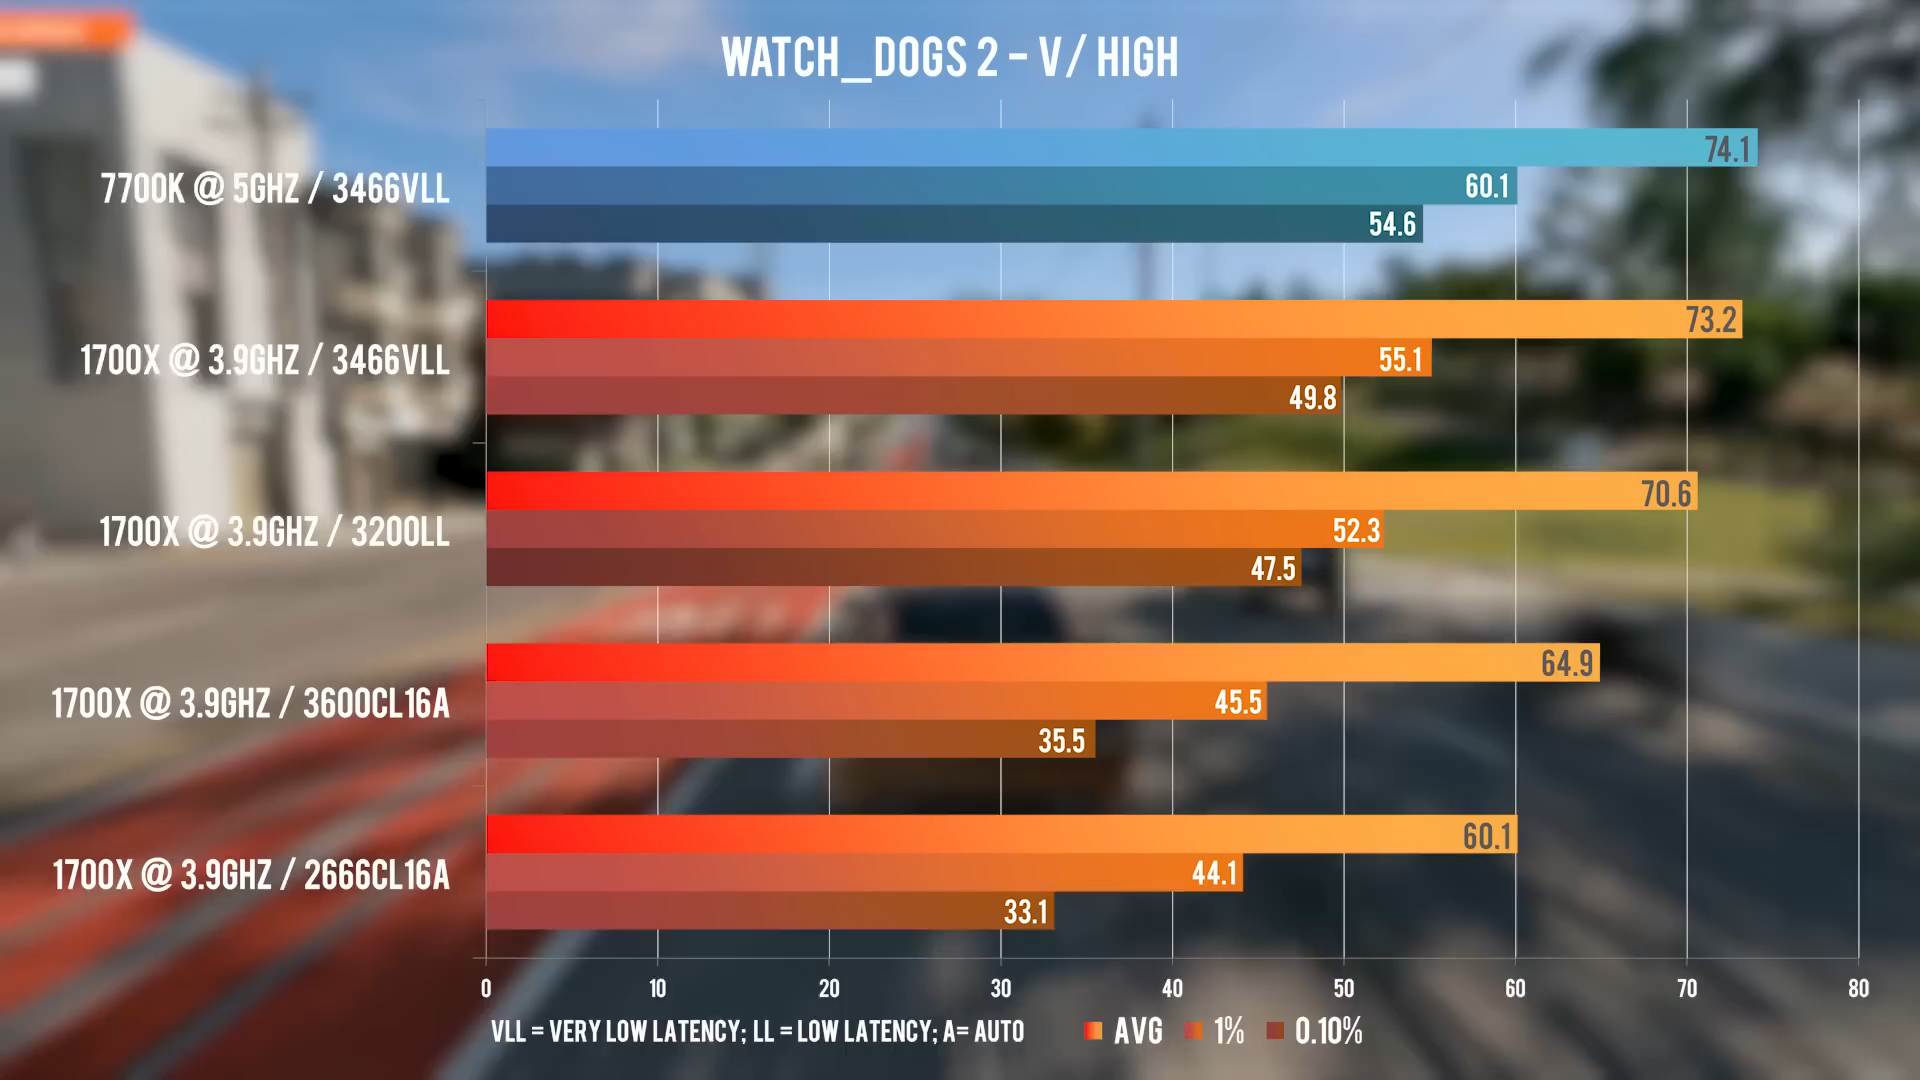 WATCH_DOGS 2 - V/ HIGH
7700K @ 5GHZ / 3466VLL
74.1
60.1
54.6
1700X @ 3.9GHZ / 3466VLL
73.2
55.1
49.8
1700X @ 3.9GHZ / 3200LL
70.6
52.3
47.5
1700X @ 3.9GHZ / 3600CL16A
64.9
45.5
35.5
1700X @ 3.9GHZ / 2666CL16A
60.1
44.1
33.1
0 10 20 30 40 50 60 70 80
VLL = VERY LOW LATENCY; LL = LOW LATENCY; A= AUTO
AVG 1% 0.10%